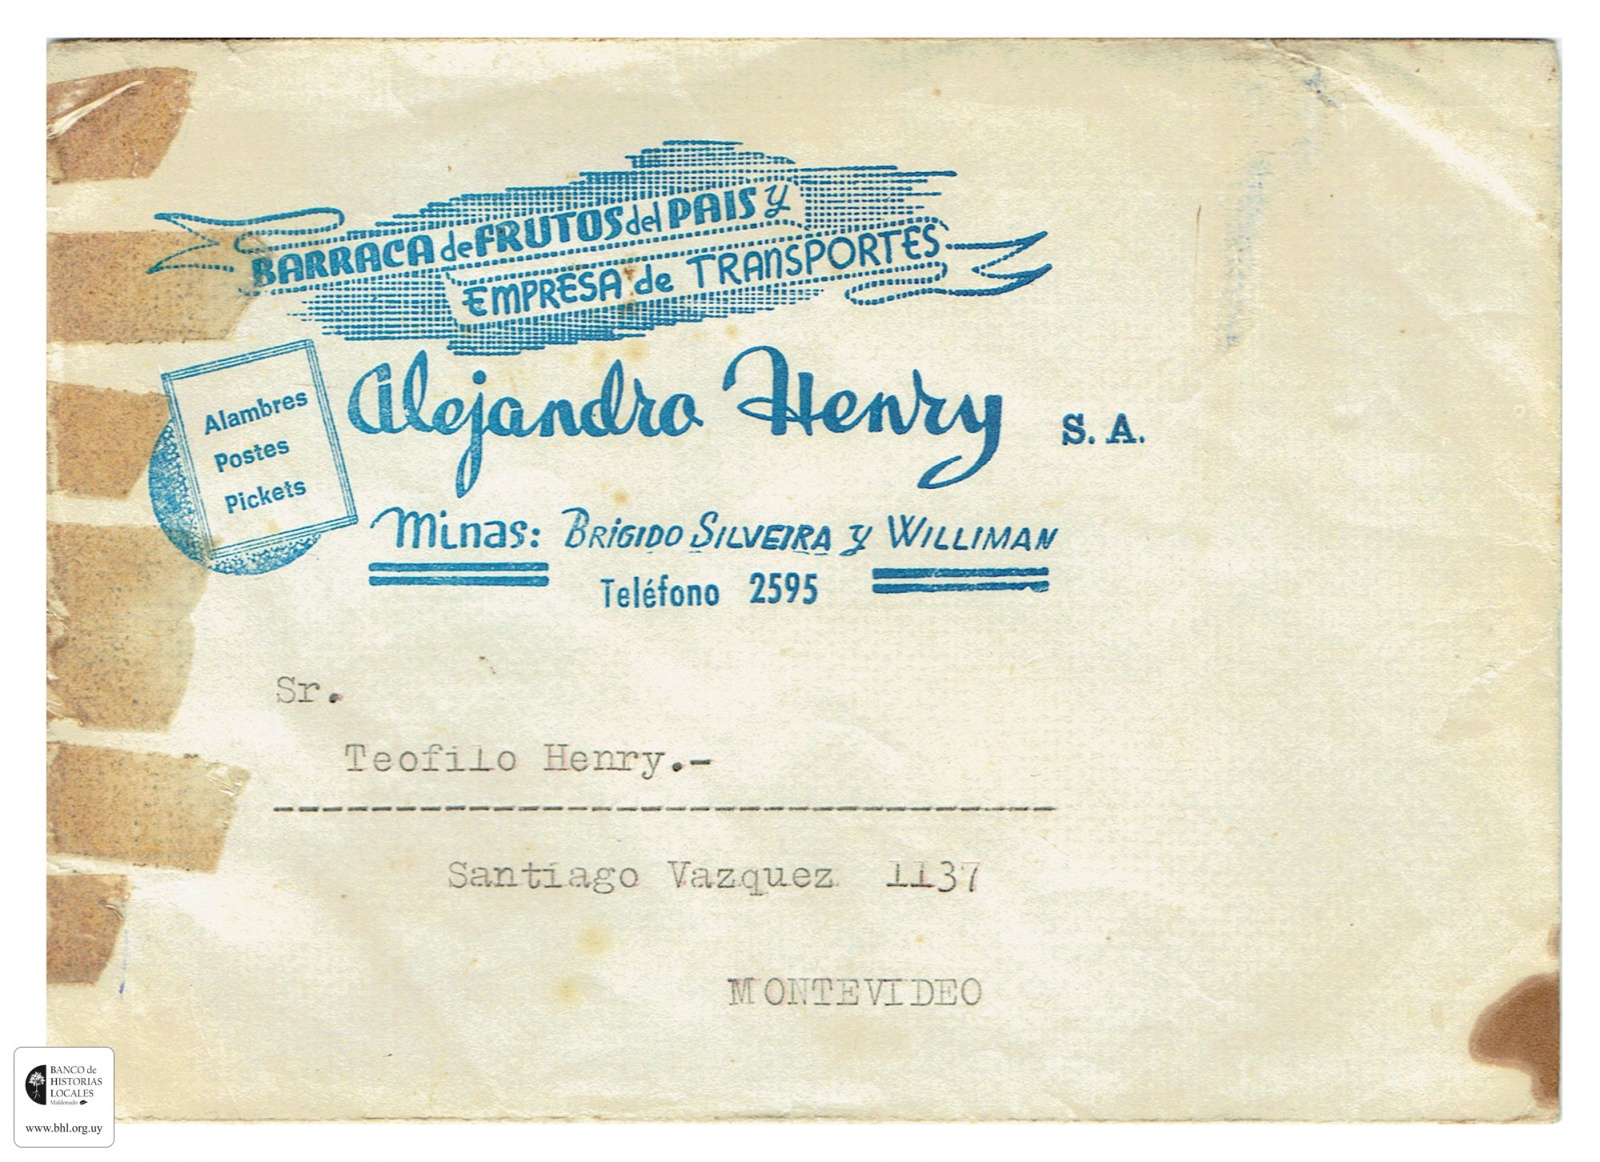 BARRACA de FRUTOS del PAIS y
EMPRESA de TRANSPORTES
Alejandro Henry S. A.
Alambres
Postes
Pickets
Minas: BRIGIDO SILVEIRA y WILLIMAN
Teléfono 2595
Sr.
Teofilo Henry.-
Santiago Vazquez 1137
MONTEVIDEO
BANCO de
HISTORIAS
LOCALES
Maldonado
www.bhl.org.uy